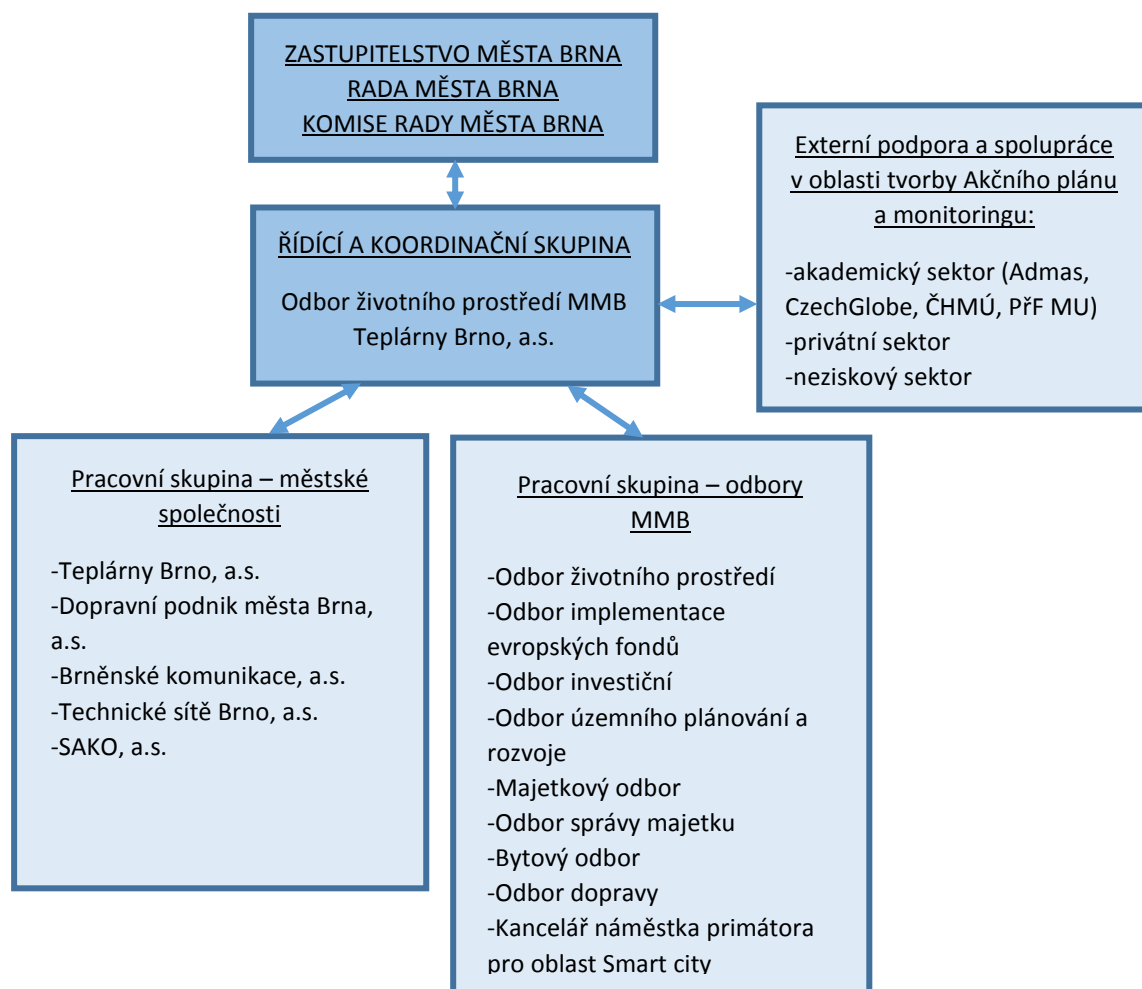 ZASTUPITELSTVO MĚSTA BRNA
RADA MĚSTA BRNA
KOMISE RADY MĚSTA BRNA
Externí podpora a spolupráce
v oblasti tvorby Akčního plánu
a monitoringu:
-akademický sektor (Admas,
CzechGlobe, ČHMÚ, PřF MU)
-privátní sektor
-neziskový sektor
ŘÍDÍCÍ A KOORDINAČNÍ SKUPINA
Odbor životního prostředí MMB
Teplárny Brno, a.s.
Pracovní skupina – městské
společnosti
-Teplárny Brno, a.s.
-Dopravní podnik města Brna,
a.s.
-Brněnské komunikace, a.s.
-Technické sítě Brno, a.s.
-SAKO, a.s.
Pracovní skupina – odbory
MMB
-Odbor životního prostředí
-Odbor implementace
evropských fondů
-Odbor investiční
-Odbor územního plánování a
rozvoje
-Majetkový odbor
-Odbor správy majetku
-Bytový odbor
-Odbor dopravy
-Kancelář náměstka primátora
pro oblast Smart city